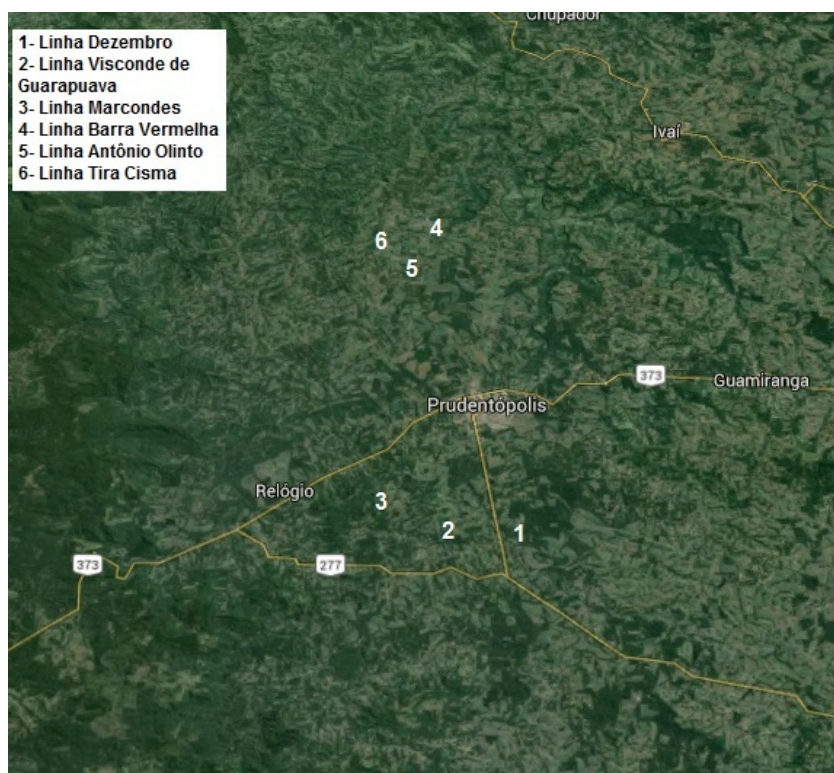 Chupador
1- Linha Dezembro
2- Linha Visconde de
Guarapuava
3- Linha Marcondes
4- Linha Barra Vermelha
5- Linha Antônio Olinto
6- Linha Tira Cisma
Ivaí
4
6
5
373
Guamiranga
Prudentópolis
Relógio
3
2
1
373
277